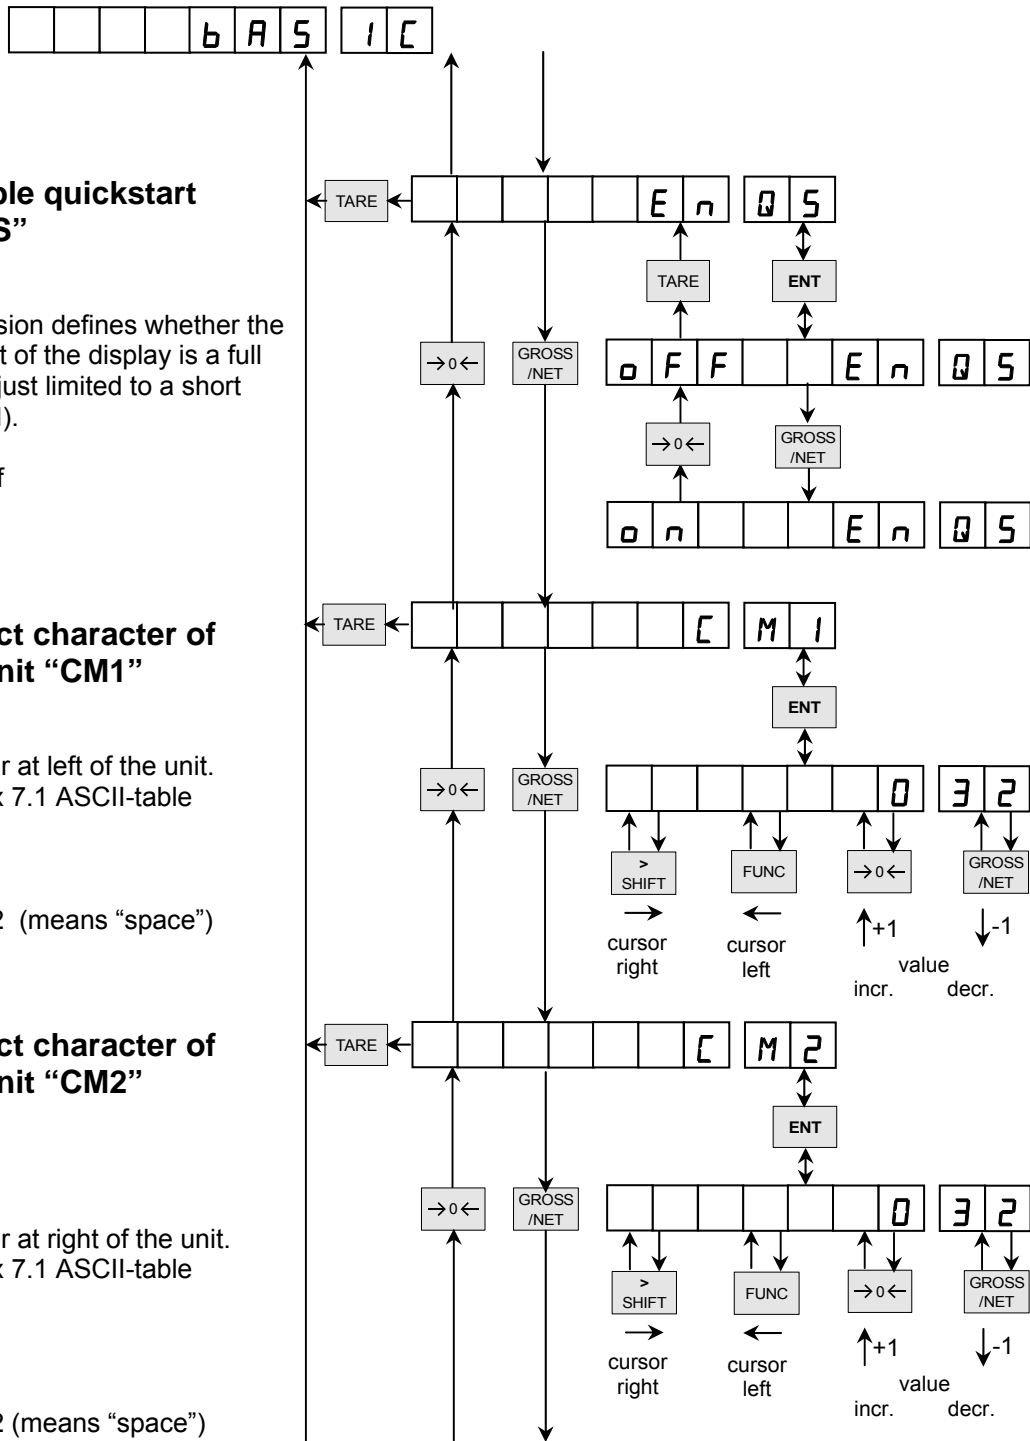 bAS IC
ple quickstart
S”
TARE
En QS
TARE
ENT
sion defines whether the
t of the display is a full
just limited to a short
).
→0←
GROSS
/NET
oFF En QS
→0←
GROSS
/NET
f
on En QS
ct character of
nit “CM1”
TARE
C M1
ENT
r at left of the unit.
x 7.1 ASCII-table
→0←
GROSS
/NET
0 32
>
SHIFT
FUNC
→0←
GROSS
/NET
2 (means “space”)
cursor
right
cursor
left
+1
-1
value
incr. decr.
ct character of
nit “CM2”
TARE
C M2
ENT
r at right of the unit.
x 7.1 ASCII-table
→0←
GROSS
/NET
0 32
>
SHIFT
FUNC
→0←
GROSS
/NET
2 (means “space”)
cursor
right
cursor
left
+1
-1
value
incr. decr.